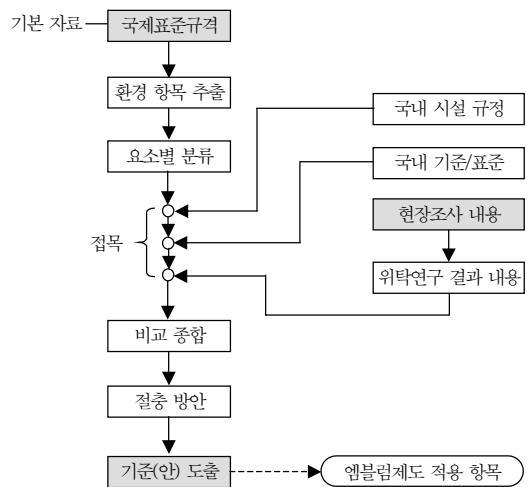 기본 자료
국제표준규격
환경 항목 추출
국내 시설 규정
요소별 분류
국내 기준/표준
현장조사 내용
접목
위탁연구 결과 내용
비교 종합
절충 방안
기준(안) 도출
엠블럼제도 적용 항목